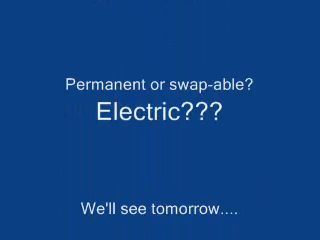 Permanent or swap-able?
Electric???
We'll see tomorrow....